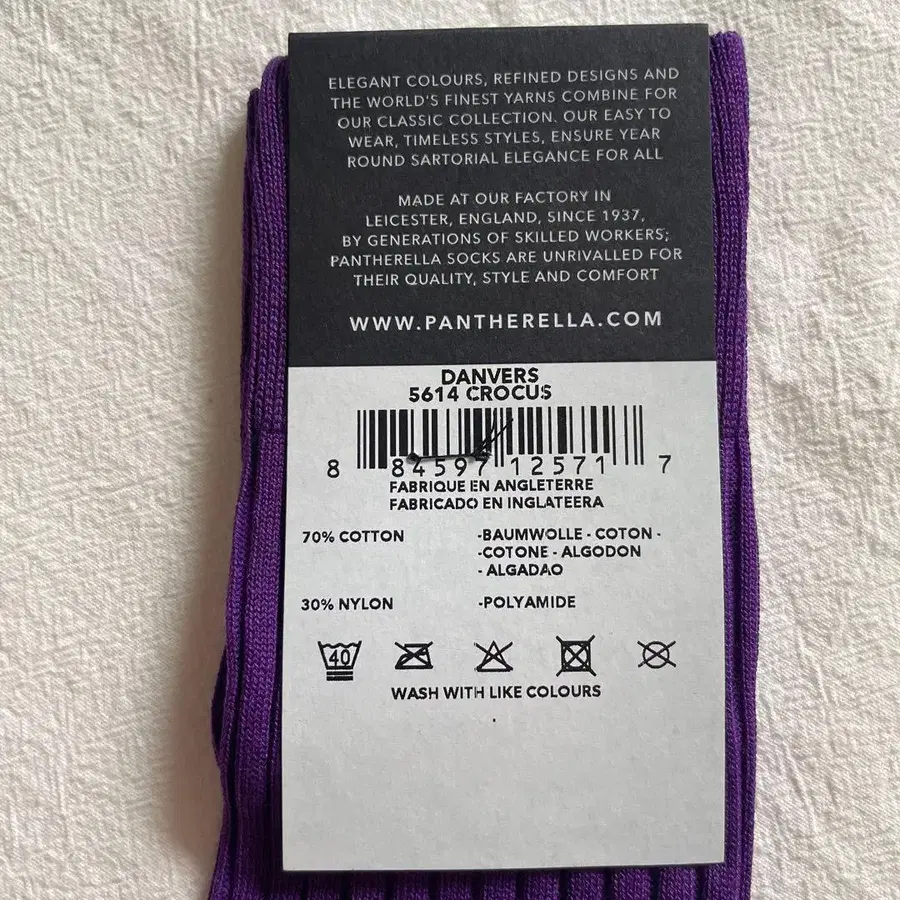 ELEGANT COLOURS, REFINED DESIGNS AND
THE WORLD'S FINEST YARNS COMBINE FOR
OUR CLASSIC COLLECTION. OUR EASY TO
WEAR, TIMELESS STYLES, ENSURE YEAR
ROUND SARTORIAL ELEGANCE FOR ALL
MADE AT OUR FACTORY IN
LEICESTER, ENGLAND, SINCE 1937,
BY GENERATIONS OF SKILLED WORKERS;
PANTHERELLA SOCKS ARE UNRIVALLED FOR
THEIR QUALITY, STYLE AND COMFORT
WWW.PANTHERELLA.COM
DANVERS
5614 CROCUS
8 84597 12571 7
FABRIQUE EN ANGLETERRE
FABRICADO EN INGLATEERA
70% COTTON -BAUMWOLLE - COTON -
-COTONE - ALGODON
- ALGADAO
30% NYLON -POLYAMIDE
40
WASH WITH LIKE COLOURS